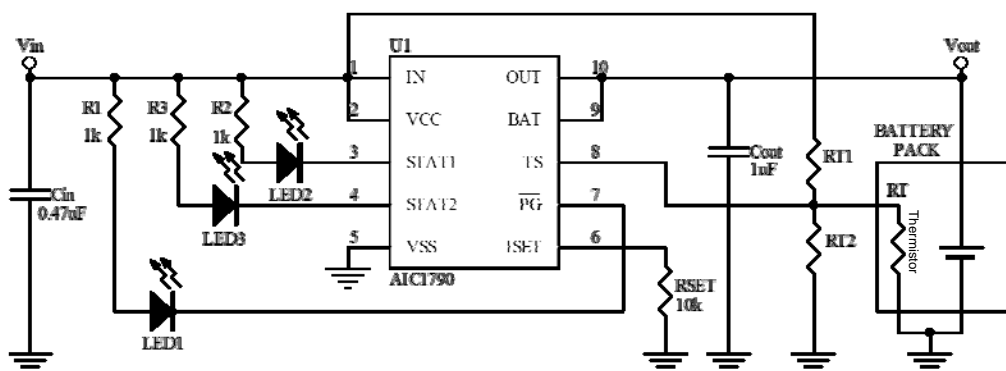 Vin
U1
Vout
1
IN
OUT
10
R1
1k
R3
1k
R2
1k
2
VCC
BAT
9
BATTERY
PACK
3
STAT1
TS
8
Cout
1uF
RT1
LED2
Cin
0.47uF
4
STAT2
PG
7
RT
Thermistor
LED3
5
VSS
ISET
6
RT2
AIC1790
RSET
10k
LED1